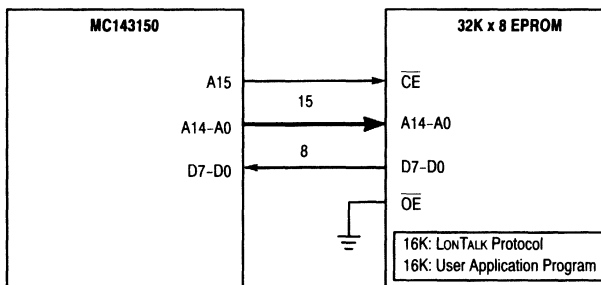 MC143150
32K x 8 EPROM
A15
CE
15
A14–A0
A14–A0
8
D7–D0
D7–D0
OE
16K: LONTALK Protocol
16K: User Application Program